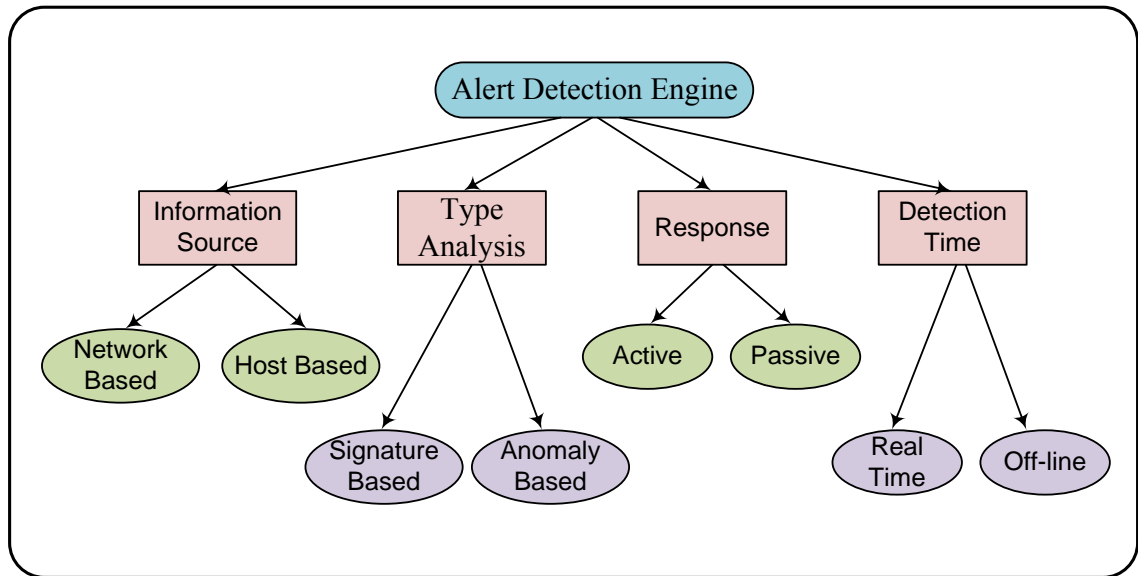 Alert Detection Engine
Information
Source
Type
Analysis
Response
Detection
Time
Network
Based
Host Based
Active
Passive
Signature
Based
Anomaly
Based
Real
Time
Off-line